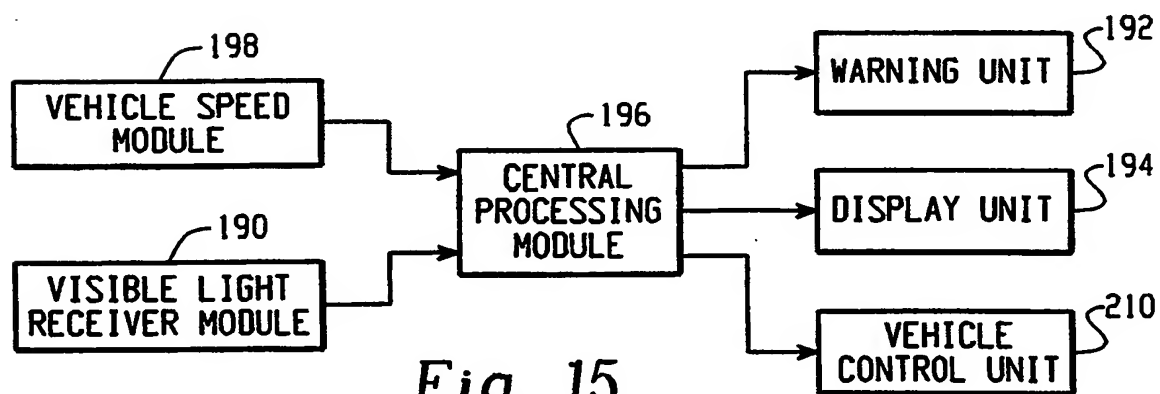 198
VEHICLE SPEED
MODULE
190
VISIBLE LIGHT
RECEIVER MODULE
196
CENTRAL
PROCESSING
MODULE
192
WARNING UNIT
194
DISPLAY UNIT
210
VEHICLE
CONTROL UNIT
Fig. 15